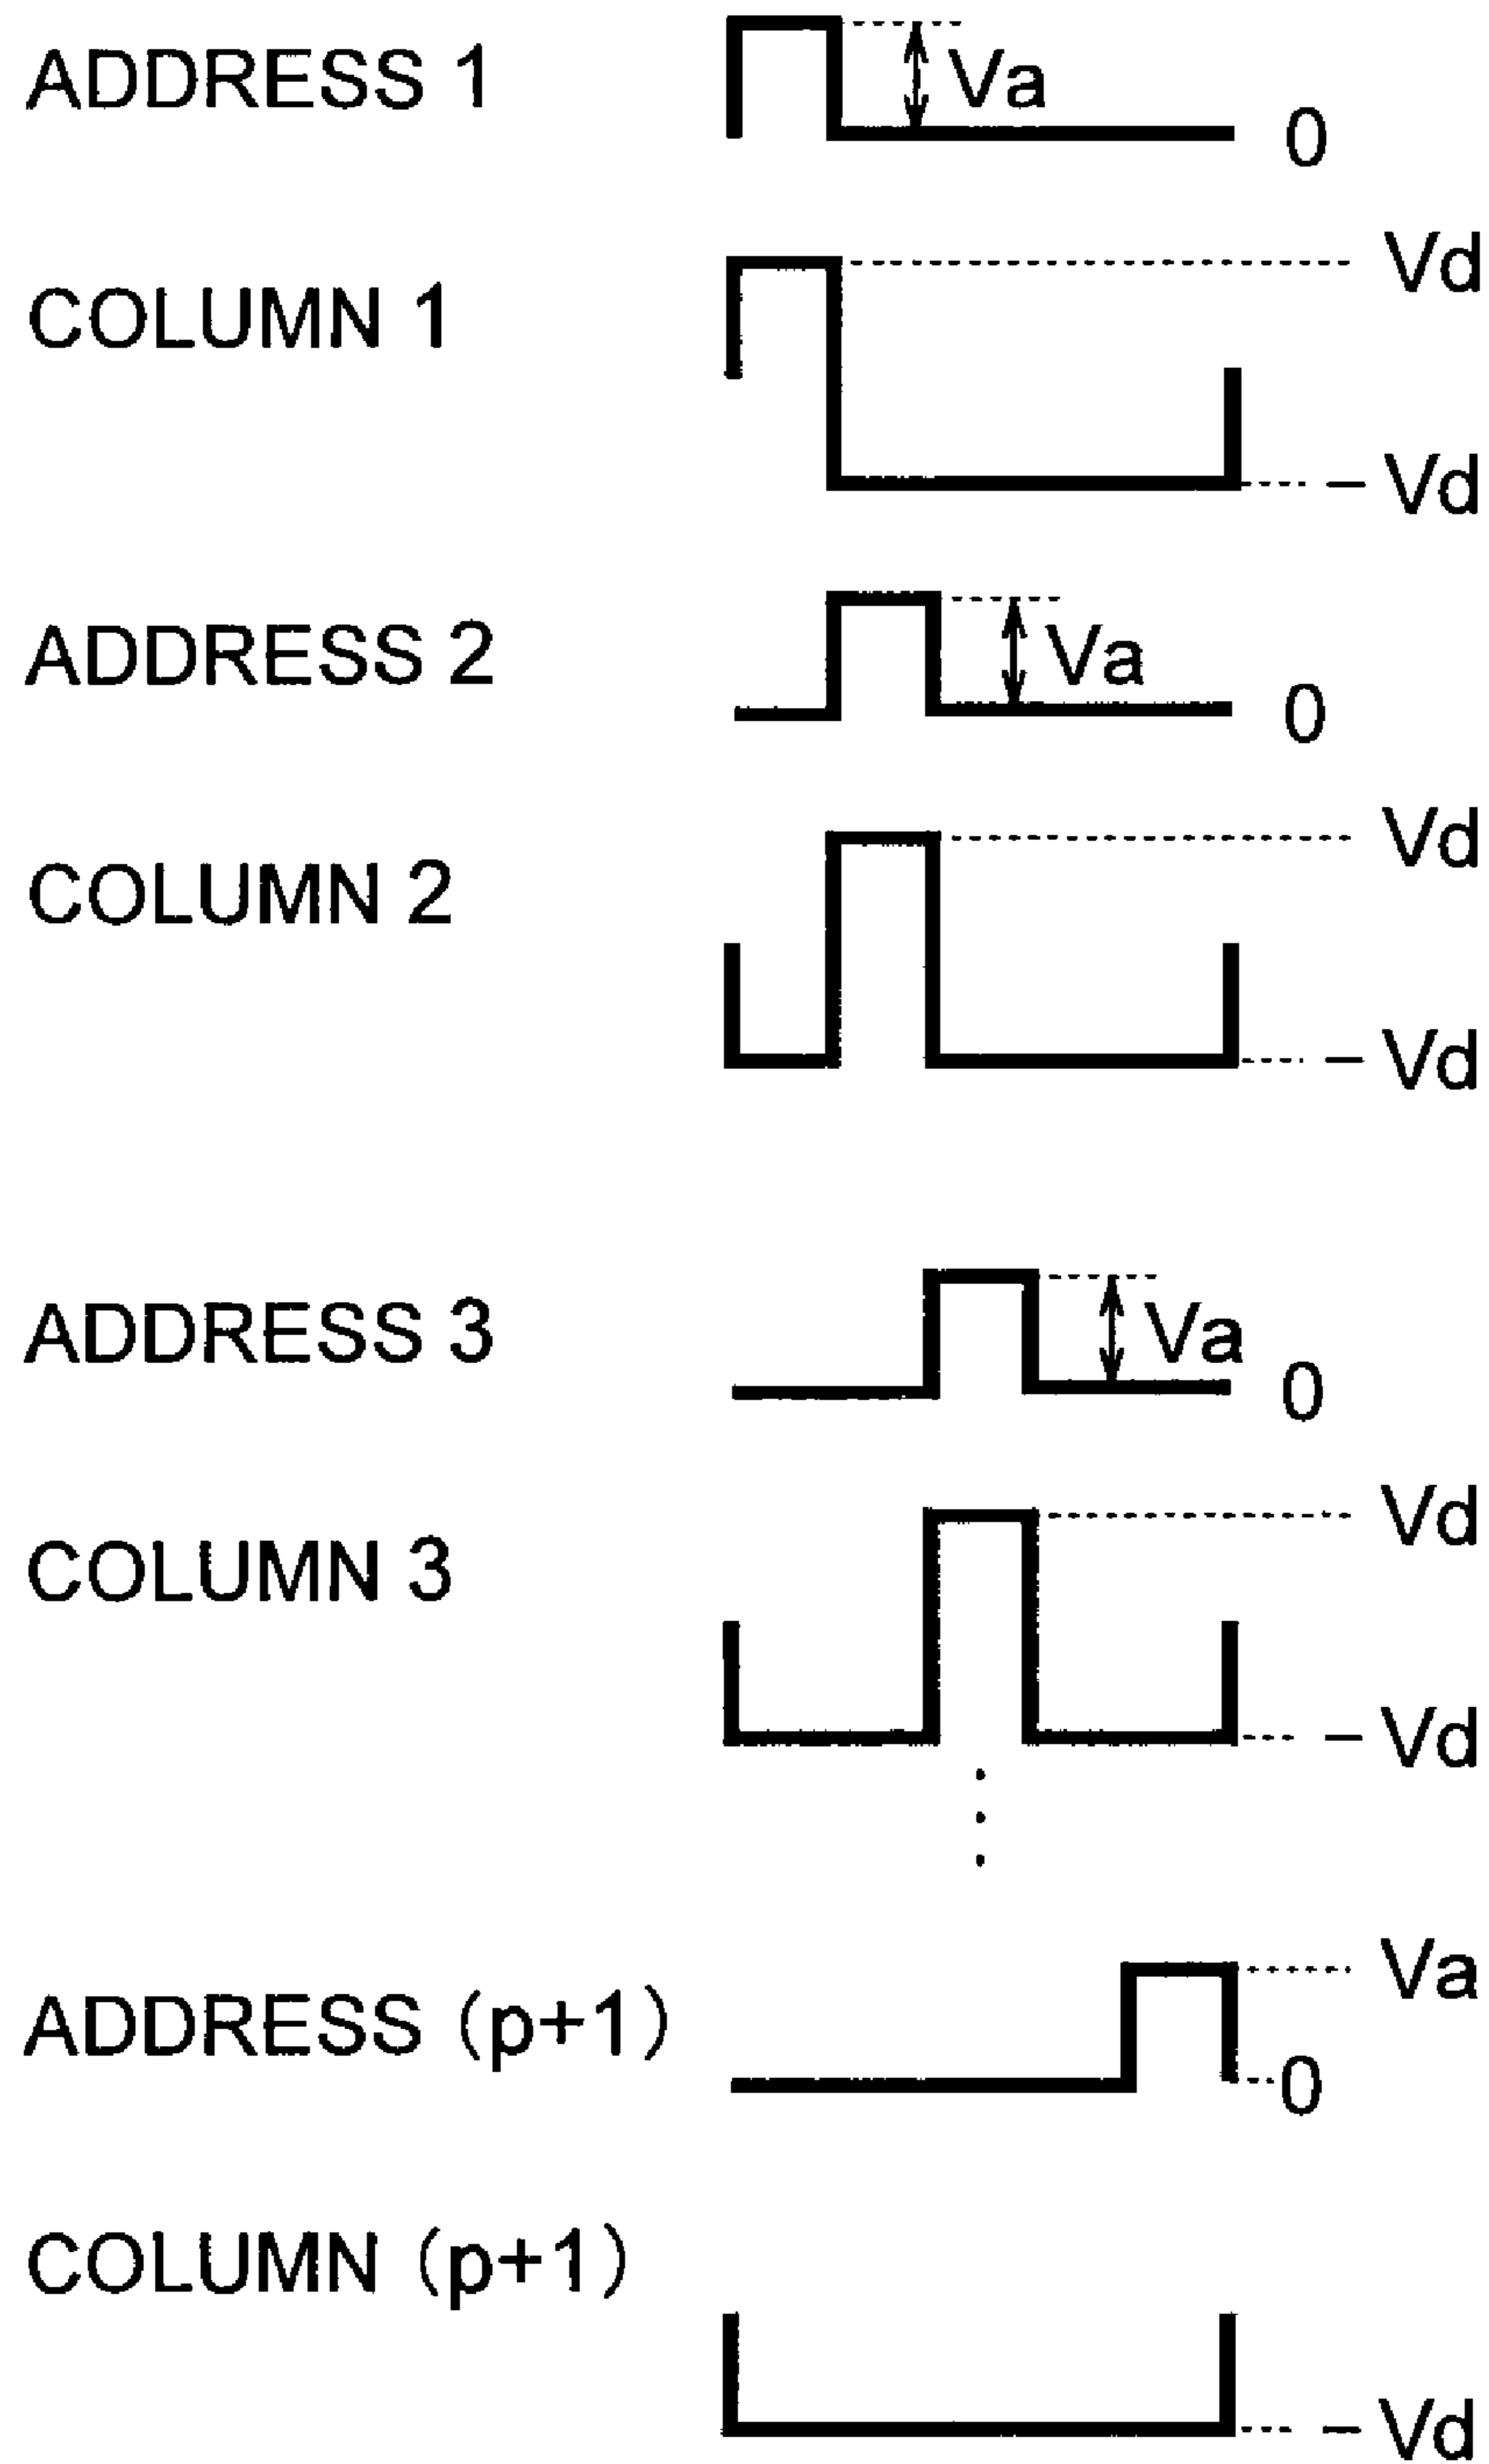 ADDRESS 1
Va
0
Vd
COLUMN 1
– Vd
ADDRESS 2
Va
0
Vd
COLUMN 2
– Vd
ADDRESS 3
Va
0
Vd
COLUMN 3
– Vd
Va
ADDRESS (p+1)
0
COLUMN (p+1)
– Vd